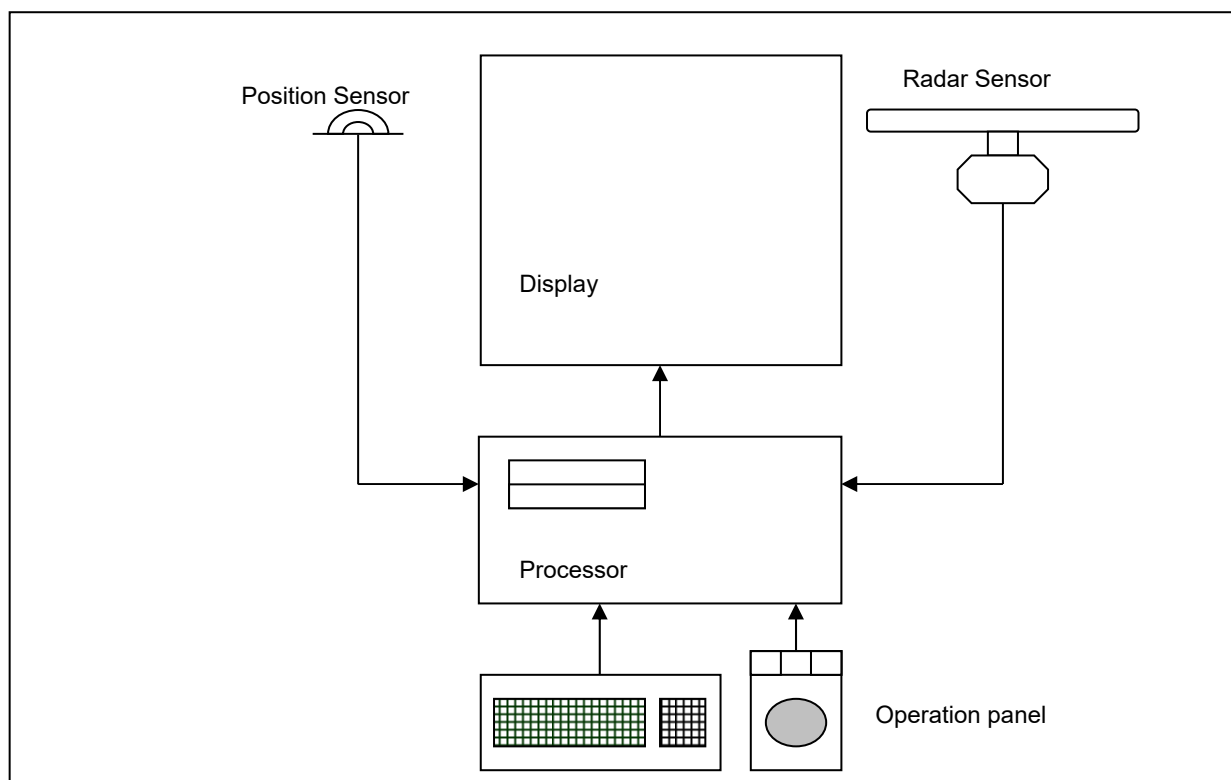 Radar Sensor
Position Sensor
Display
Processor
Operation panel